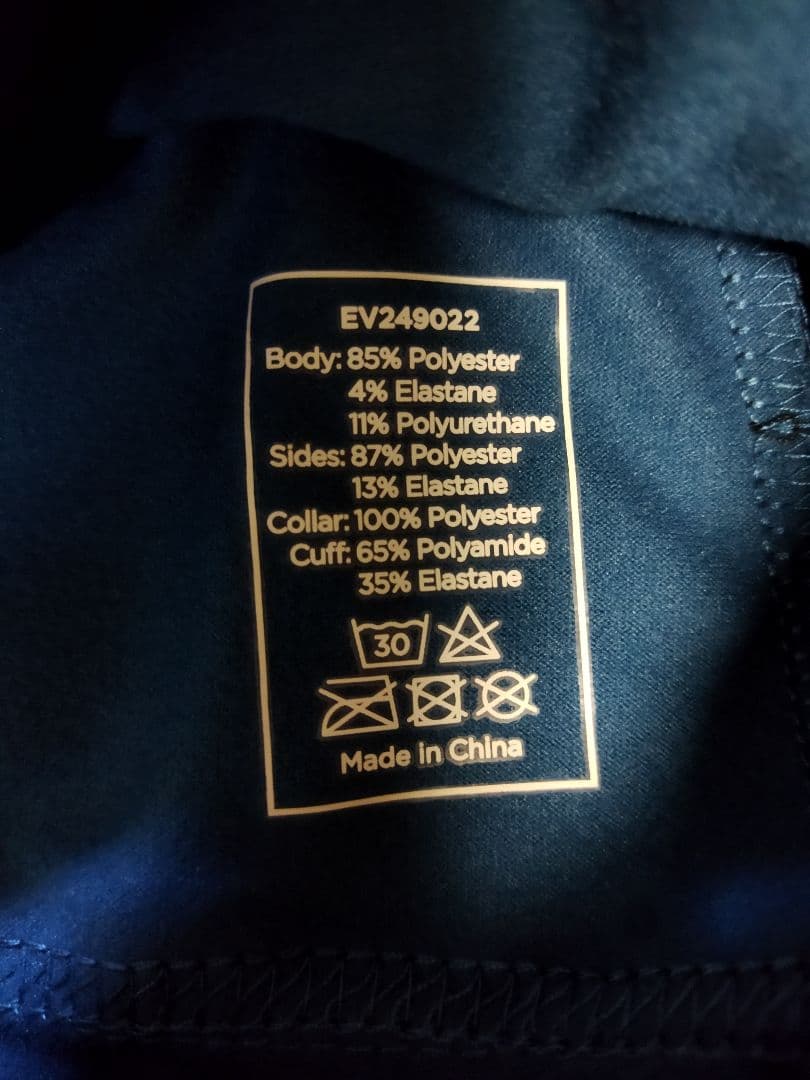 EV249022
Body: 85% Polyester
4% Elastane
11% Polyurethane
Sides: 87% Polyester
13% Elastane
Collar: 100% Polyester
Cuff: 65% Polyamide
35% Elastane
30
Made in China